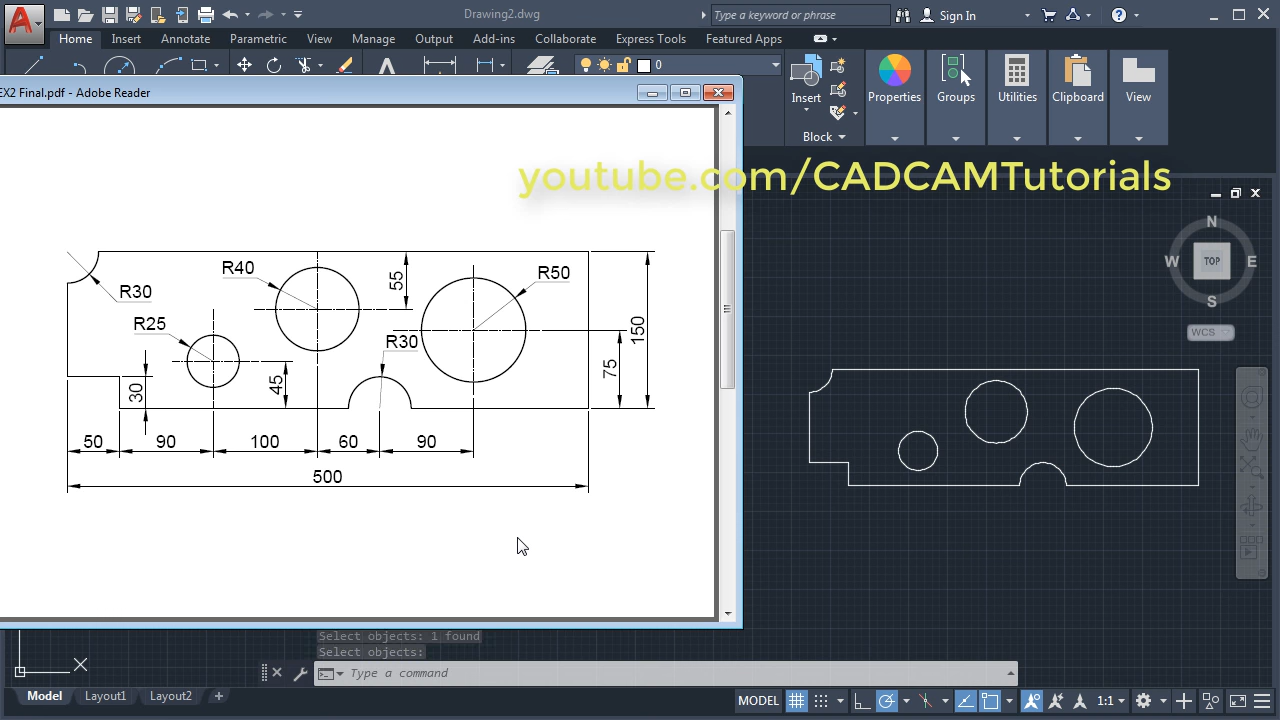 Drawing2.dwg
Type a keyword or phrase
Sign In
Home Insert Annotate Parametric View Manage Output Add-ins Collaborate Express Tools Featured Apps
0
Insert
Properties
Groups
Utilities
Clipboard
View
Block
EX2 Final.pdf - Adobe Reader
youtube.com/CADCAMTutorials
N
W TOP E
S
WCS
R40
55
R50
R30
R25
150
R30
75
30
45
50 90 100 60 90
500
Select objects: 1 found
Select objects:
Type a command
Model Layout1 Layout2 +
MODEL
1:1